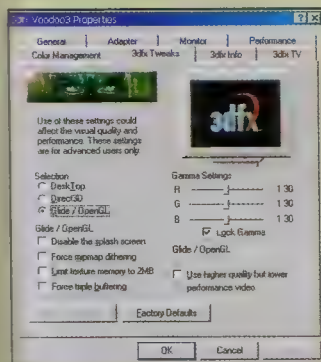 3dfx Voodoo3 Properties
General Adapter Monitor Performance
Color Management 3dfx Tweaks 3dfx Info 3dfx TV
Use of these settings could
affect the visual quality and
performance. These settings
are for advanced users only
3dfx
Selection
DeskTop
Direct3D
Glide / OpenGL
Gamma Settings
R 1.30
G 1.30
B 1.30
Lock Gamma
Glide / OpenGL
Disable the splash screen
Force mipmap dithering
Limit texture memory to 2MB
Force triple buffering
Glide / OpenGL
Use higher quality but lower
performance video
Factory Defaults
OK Cancel